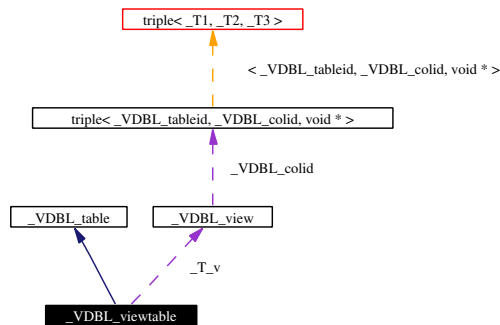 triple< _T1, _T2, _T3 >
< _VDBL_tableid, _VDBL_colid, void * >
triple< _VDBL_tableid, _VDBL_colid, void * >
_VDBL_colid
_VDBL_table
_VDBL_view
_T_v
_VDBL_viewtable